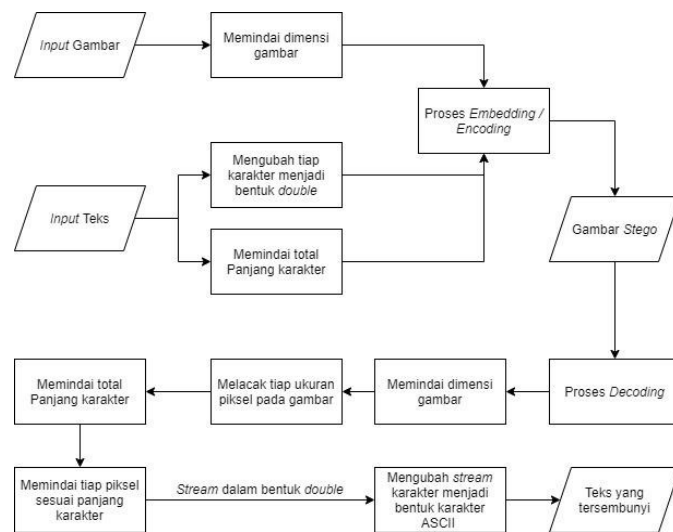 Input Gambar
Memindai dimensi
gambar
Proses Embedding /
Encoding
Mengubah tiap
karakter menjadi
bentuk double
Input Teks
Memindai total
Panjang karakter
Gambar Stego
Memindai total
Panjang karakter
Melacak tiap ukuran
piksel pada gambar
Memindai dimensi
gambar
Proses Decoding
Memindai tiap piksel
sesuai panjang
karakter
Stream dalam bentuk double
Mengubah stream
karakter menjadi
bentuk karakter
ASCII
Teks yang
tersembunyi